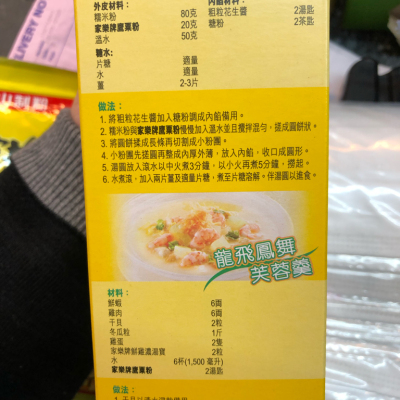 外皮材料：
糯米粉 80克
家樂牌鷹粟粉 20克
溫水 50克
內餡材料：
粗粒花生醬 2湯匙
糖粉 2茶匙
糖水：
片糖 適量
水 適量
薑 2-3片
做法：
1. 將粗粒花生醬加入糖粉調成內餡備用。
2. 糯米粉與家樂牌鷹粟粉慢慢加入溫水並且攪拌混勻，搓成圓餅狀。
3. 將圓餅揉成長條再切割成小粉團。
4. 小粉團先搓圓再整成內厚外薄，放入內餡，收口成圓形。
5. 湯圓放入滾水以中火煮3分鐘，以小火再煮5分鐘，撈起。
6. 水煮滾，加入兩片薑及適量片糖，煮至片糖溶解。伴湯圓以進食。
龍飛鳳舞
芙蓉羹
材料：
鮮蝦 6両
雞肉 6両
干貝 2粒
冬瓜粒 1斤
雞蛋 2隻
家樂牌鮮雞濃湯寶 2粒
水 6杯(1,500 毫升)
家樂牌鷹粟粉 2湯匙
做法：